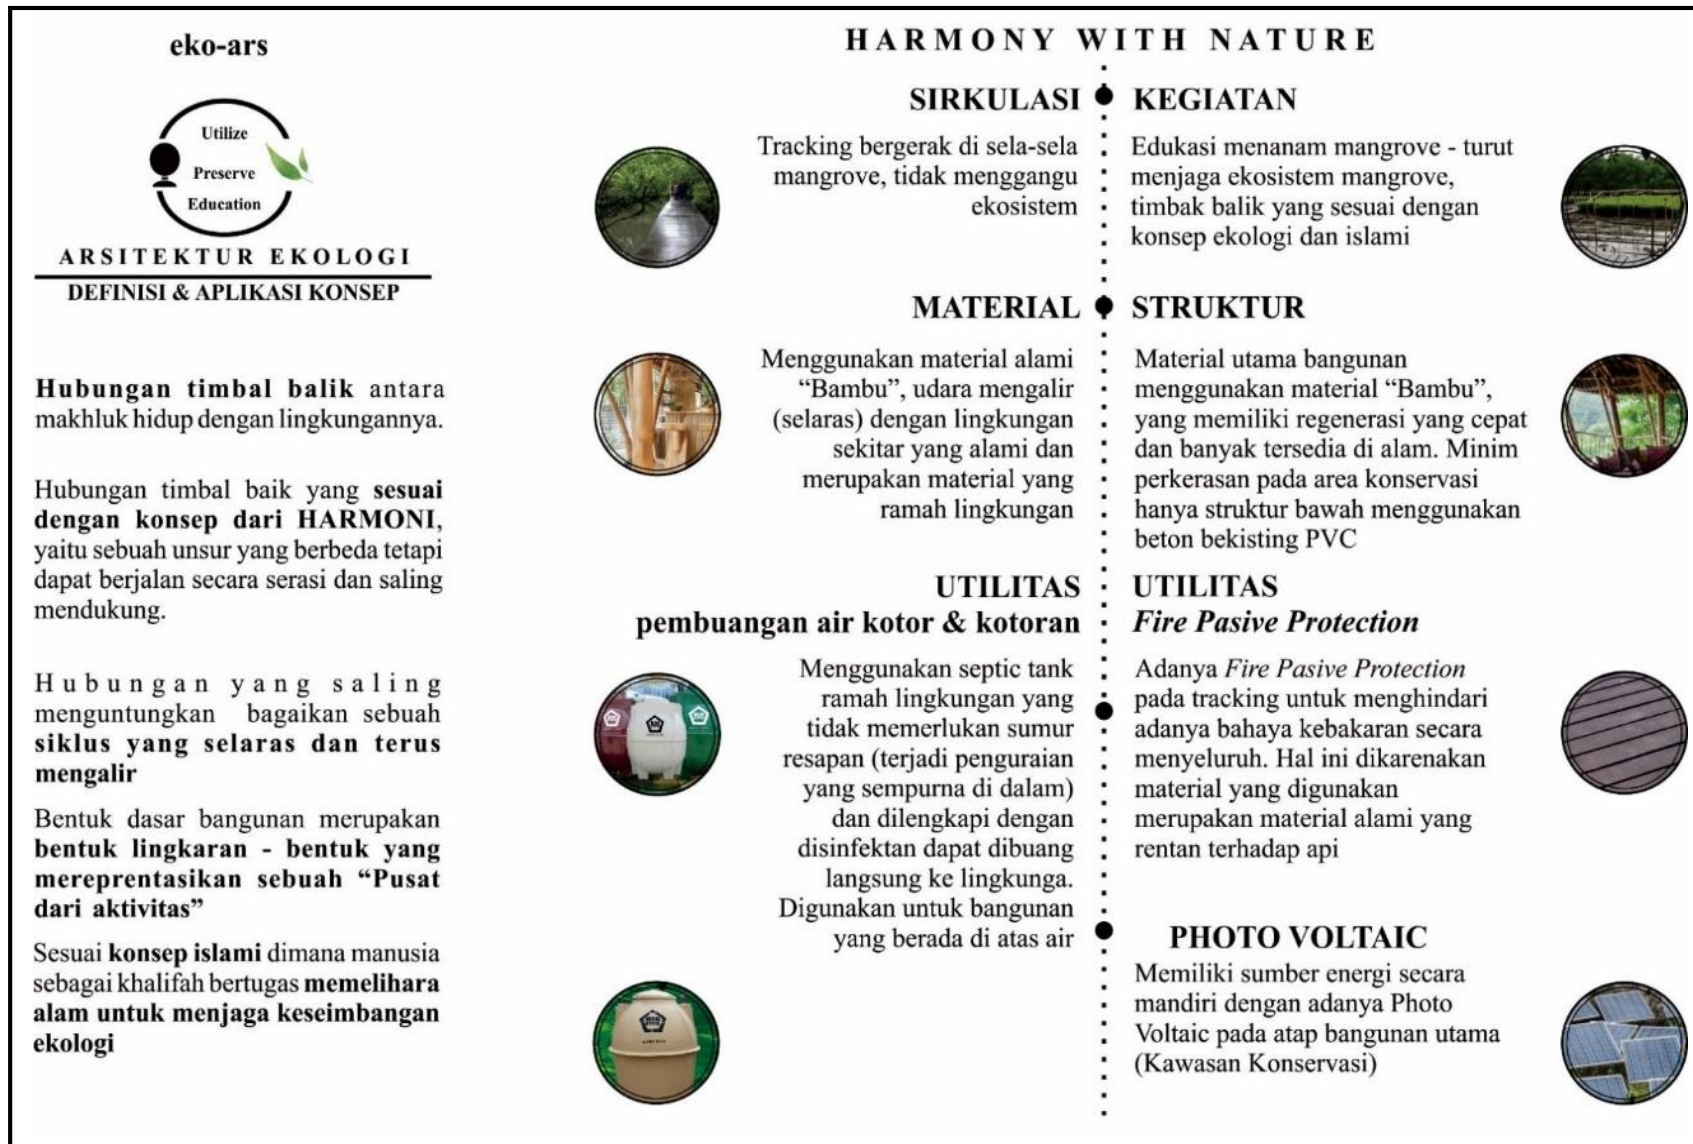 eko-ars
Utilize
Preserve
Education
ARSITEKTUR EKOLOGI
DEFINISI & APLIKASI KONSEP
Hubungan timbal balik antara
makhluk hidup dengan lingkungannya.
Hubungan timbal baik yang sesuai
dengan konsep dari HARMONI,
yaitu sebuah unsur yang berbeda tetapi
dapat berjalan secara serasi dan saling
mendukung.
Hubungan yang saling
menguntungkan bagaikan sebuah
siklus yang selaras dan terus
mengalir
Bentuk dasar bangunan merupakan
bentuk lingkaran - bentuk yang
mereprentasikan sebuah “Pusat
dari aktivitas”
Sesuai konsep islami dimana manusia
sebagai khalifah bertugas memelihara
alam untuk menjaga keseimbangan
ekologi
HARMONY WITH NATURE
SIRKULASI
Tracking bergerak di sela-sela
mangrove, tidak menggangu
ekosistem
KEGIATAN
Edukasi menanam mangrove - turut
menjaga ekosistem mangrove,
timbak balik yang sesuai dengan
konsep ekologi dan islami
MATERIAL
Menggunakan material alami
“Bambu”, udara mengalir
(selaras) dengan lingkungan
sekitar yang alami dan
merupakan material yang
ramah lingkungan
STRUKTUR
Material utama bangunan
menggunakan material “Bambu”,
yang memiliki regenerasi yang cepat
dan banyak tersedia di alam. Minim
perkerasan pada area konservasi
hanya struktur bawah menggunakan
beton bekisting PVC
UTILITAS
pembuangan air kotor & kotoran
Menggunakan septic tank
ramah lingkungan yang
tidak memerlukan sumur
resapan (terjadi penguraian
yang sempurna di dalam)
dan dilengkapi dengan
disinfektan dapat dibuang
langsung ke lingkunga.
Digunakan untuk bangunan
yang berada di atas air
UTILITAS
Fire Pasive Protection
Adanya Fire Pasive Protection
pada tracking untuk menghindari
adanya bahaya kebakaran secara
menyeluruh. Hal ini dikarenakan
material yang digunakan
merupakan material alami yang
rentan terhadap api
PHOTO VOLTAIC
Memiliki sumber energi secara
mandiri dengan adanya Photo
Voltaic pada atap bangunan utama
(Kawasan Konservasi)